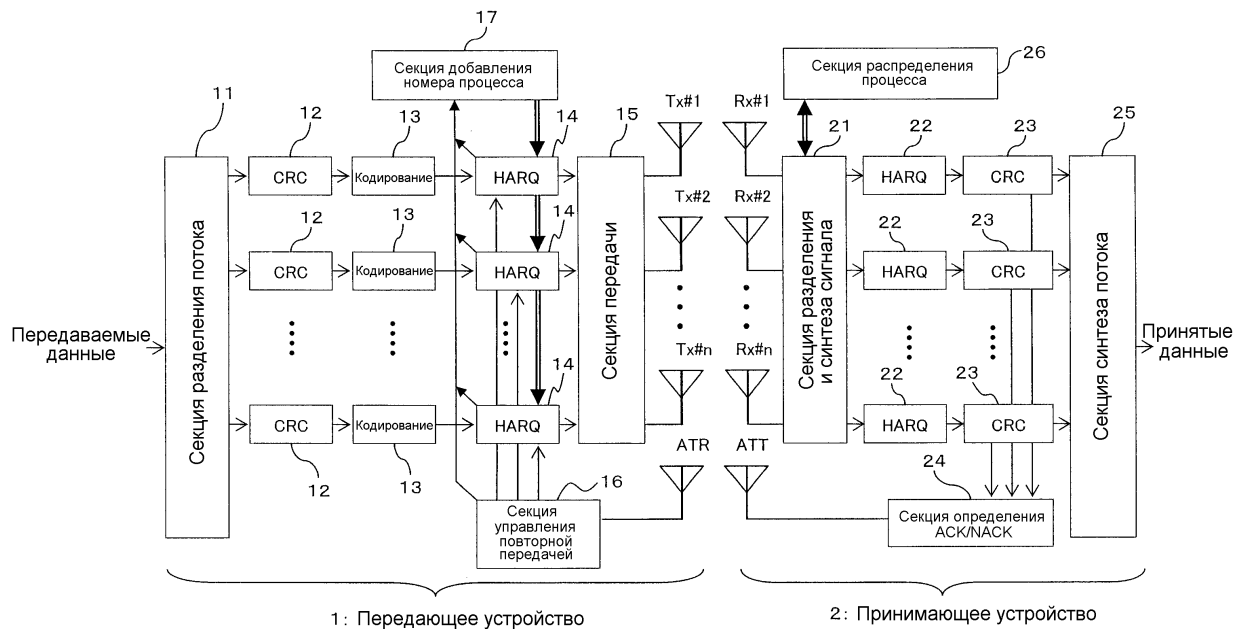 17
Секция добавления
номера процесса
26
Секция распределения
процесса
11
12
13
14
15
Tx#1
Rx#1
21
22
23
25
CRC
Кодирование
HARQ
HARQ
CRC
12
13
14
Tx#2
Rx#2
22
23
CRC
Кодирование
HARQ
HARQ
CRC
Передаваемые
данные
Секция разделения потока
Секция передачи
Секция разделения
и синтеза сигнала
Секция синтеза потока
Принятые
данные
14
Tx#n
Rx#n
22
23
CRC
Кодирование
HARQ
HARQ
CRC
12
13
16
ATR
ATT
24
Секция
управления
повторной
передачей
Секция определения
ACK/NACK
1: Передающее устройство
2: Принимающее устройство